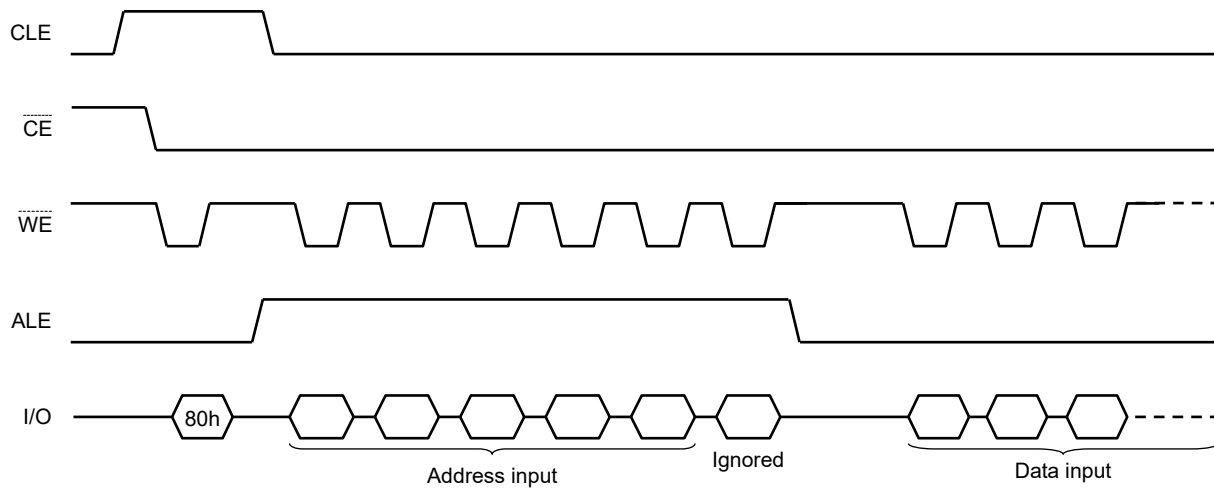 CLE
CE
WE
ALE
I/O
80h
Address input
Ignored
Data input